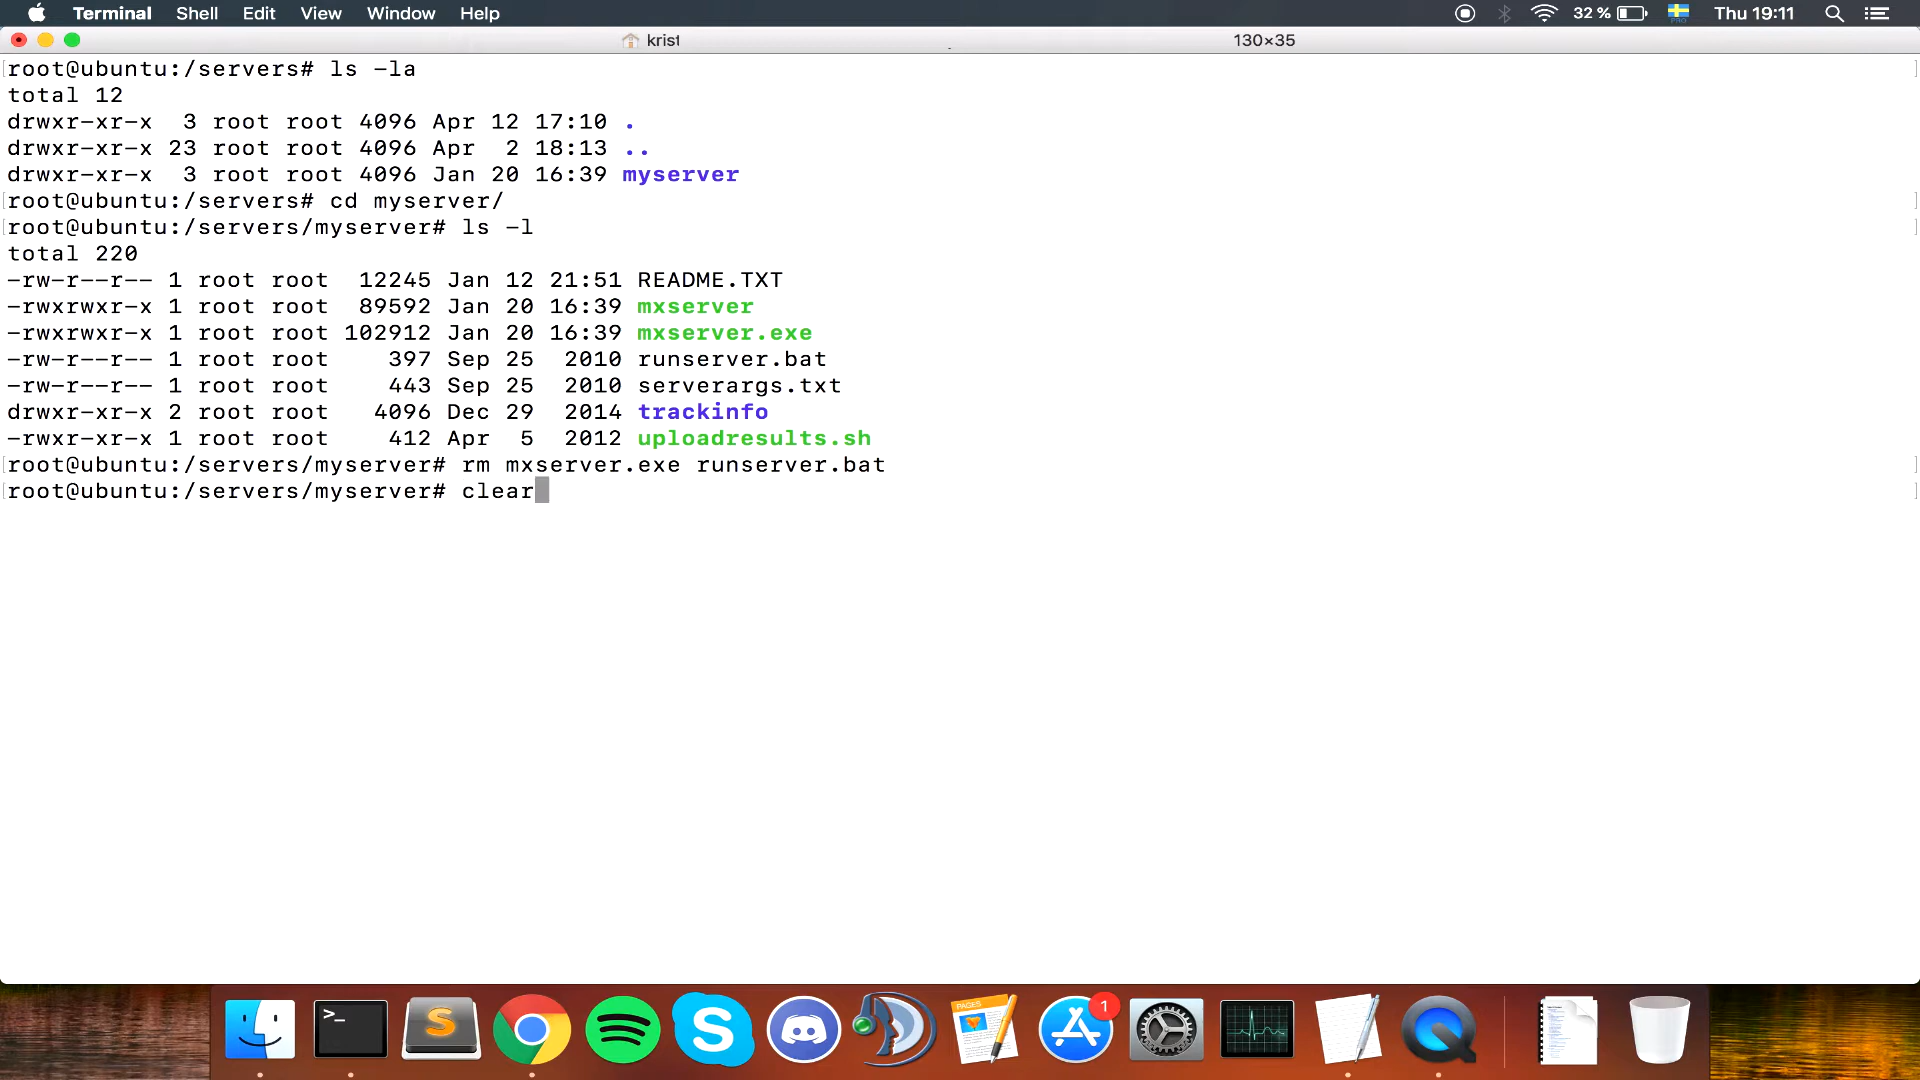 Terminal Shell Edit View Window Help 32 % PRO Thu 19:11
krist 130×35
root@ubuntu:/servers# ls -la
total 12
drwxr-xr-x  3 root root 4096 Apr 12 17:10 .
drwxr-xr-x 23 root root 4096 Apr  2 18:13 ..
drwxr-xr-x  3 root root 4096 Jan 20 16:39 myserver
root@ubuntu:/servers# cd myserver/
root@ubuntu:/servers/myserver# ls -l
total 220
-rw-r--r-- 1 root root  12245 Jan 12 21:51 README.TXT
-rwxrwxr-x 1 root root  89592 Jan 20 16:39 mxserver
-rwxrwxr-x 1 root root 102912 Jan 20 16:39 mxserver.exe
-rw-r--r-- 1 root root    397 Sep 25  2010 runserver.bat
-rw-r--r-- 1 root root    443 Sep 25  2010 serverargs.txt
drwxr-xr-x 2 root root   4096 Dec 29  2014 trackinfo
-rwxr-xr-x 1 root root    412 Apr  5  2012 uploadresults.sh
root@ubuntu:/servers/myserver# rm mxserver.exe runserver.bat
root@ubuntu:/servers/myserver# clear
>_ S S PAGES 1